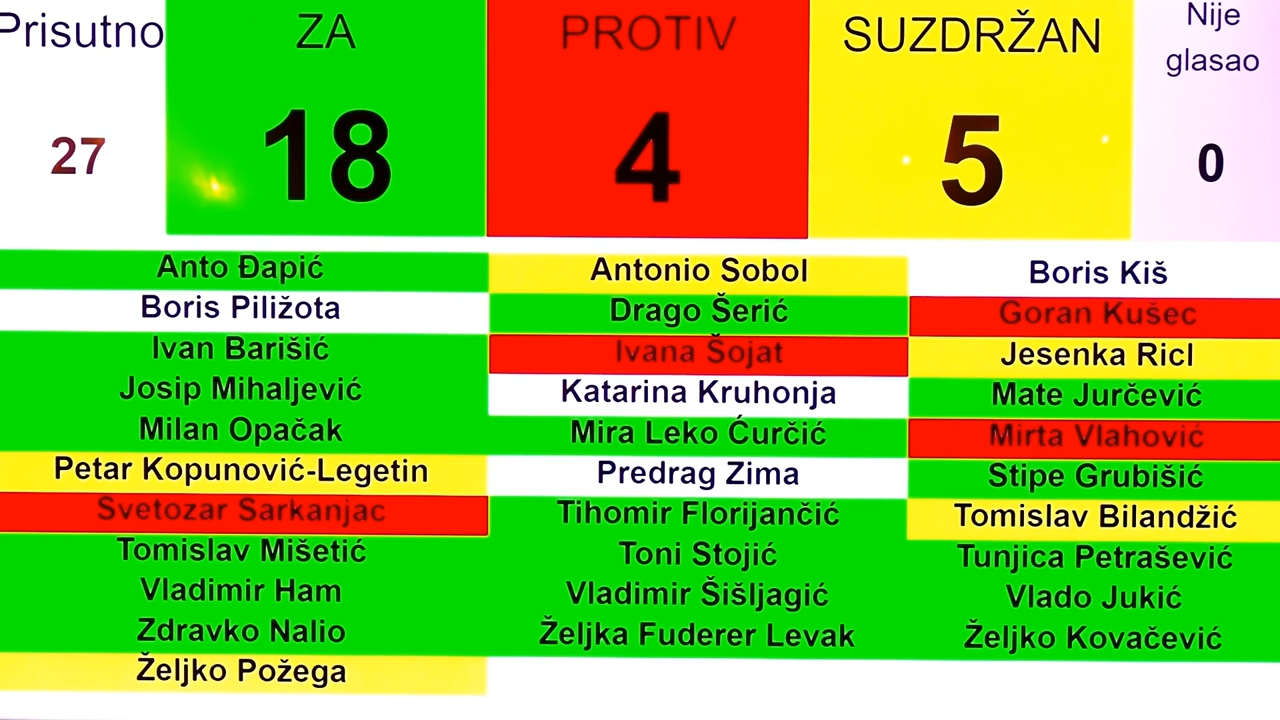 Prisutno
27
ZA
18
PROTIV
4
SUZDRŽAN
5
Nije
glasao
0
Anto Đapić
Boris Piližota
Ivan Barišić
Josip Mihaljević
Milan Opačak
Petar Kopunović-Legetin
Svetozar Sarkanjac
Tomislav Mišetić
Vladimir Ham
Zdravko Nalio
Željko Požega
Antonio Sobol
Drago Šerić
Ivana Šojat
Katarina Kruhonja
Mira Leko Ćurčić
Predrag Zima
Tihomir Florijančić
Toni Stojić
Vladimir Šišljagić
Željka Fuderer Levak
Boris Kiš
Goran Kušec
Jesenka Ricl
Mate Jurčević
Mirta Vlahović
Stipe Grubišić
Tomislav Bilandžić
Tunjica Petrašević
Vlado Jukić
Željko Kovačević